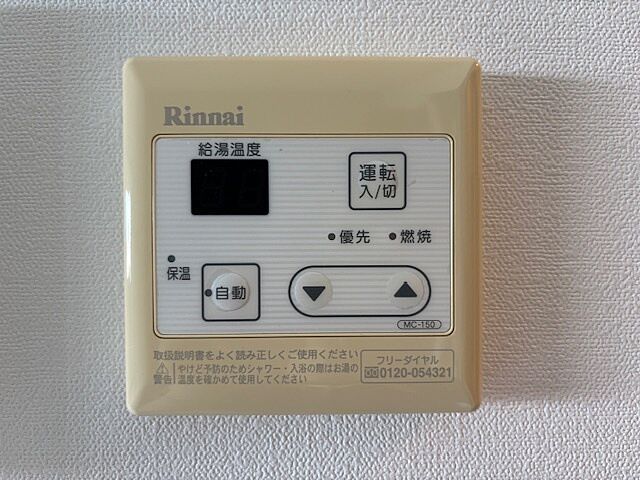 Rinnai
給湯温度
運転
入/切
優先 燃焼
保温
自動
▼ ▲
MC-150
取扱説明書をよく読み正しくご使用ください
警告 やけど予防のためシャワー・入浴の際はお湯の
温度を確かめて使用してください
フリーダイヤル
0120-054321